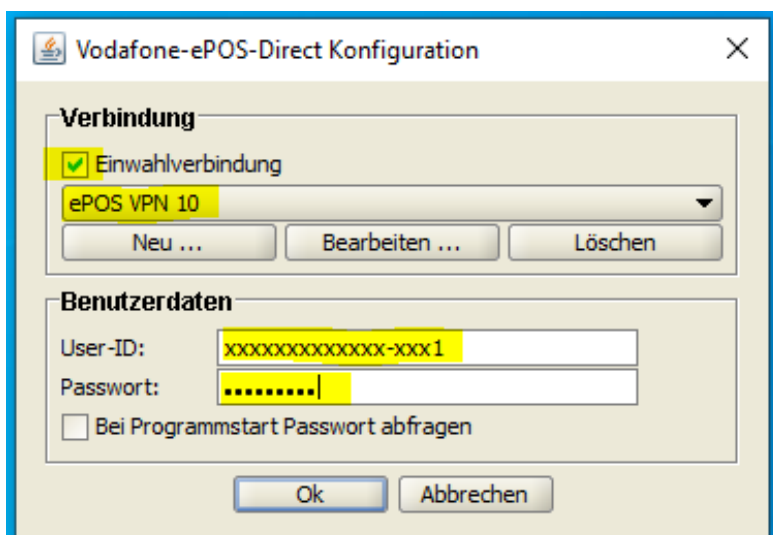 Vodafone-ePOS-Direct Konfiguration
Verbindung
Einwahlverbindung
ePOS VPN 10
Neu ... Bearbeiten ... Löschen
Benutzerdaten
User-ID: xxxxxxxxxxxxx-xxx1
Passwort: •••••••••
Bei Programmstart Passwort abfragen
Ok Abbrechen